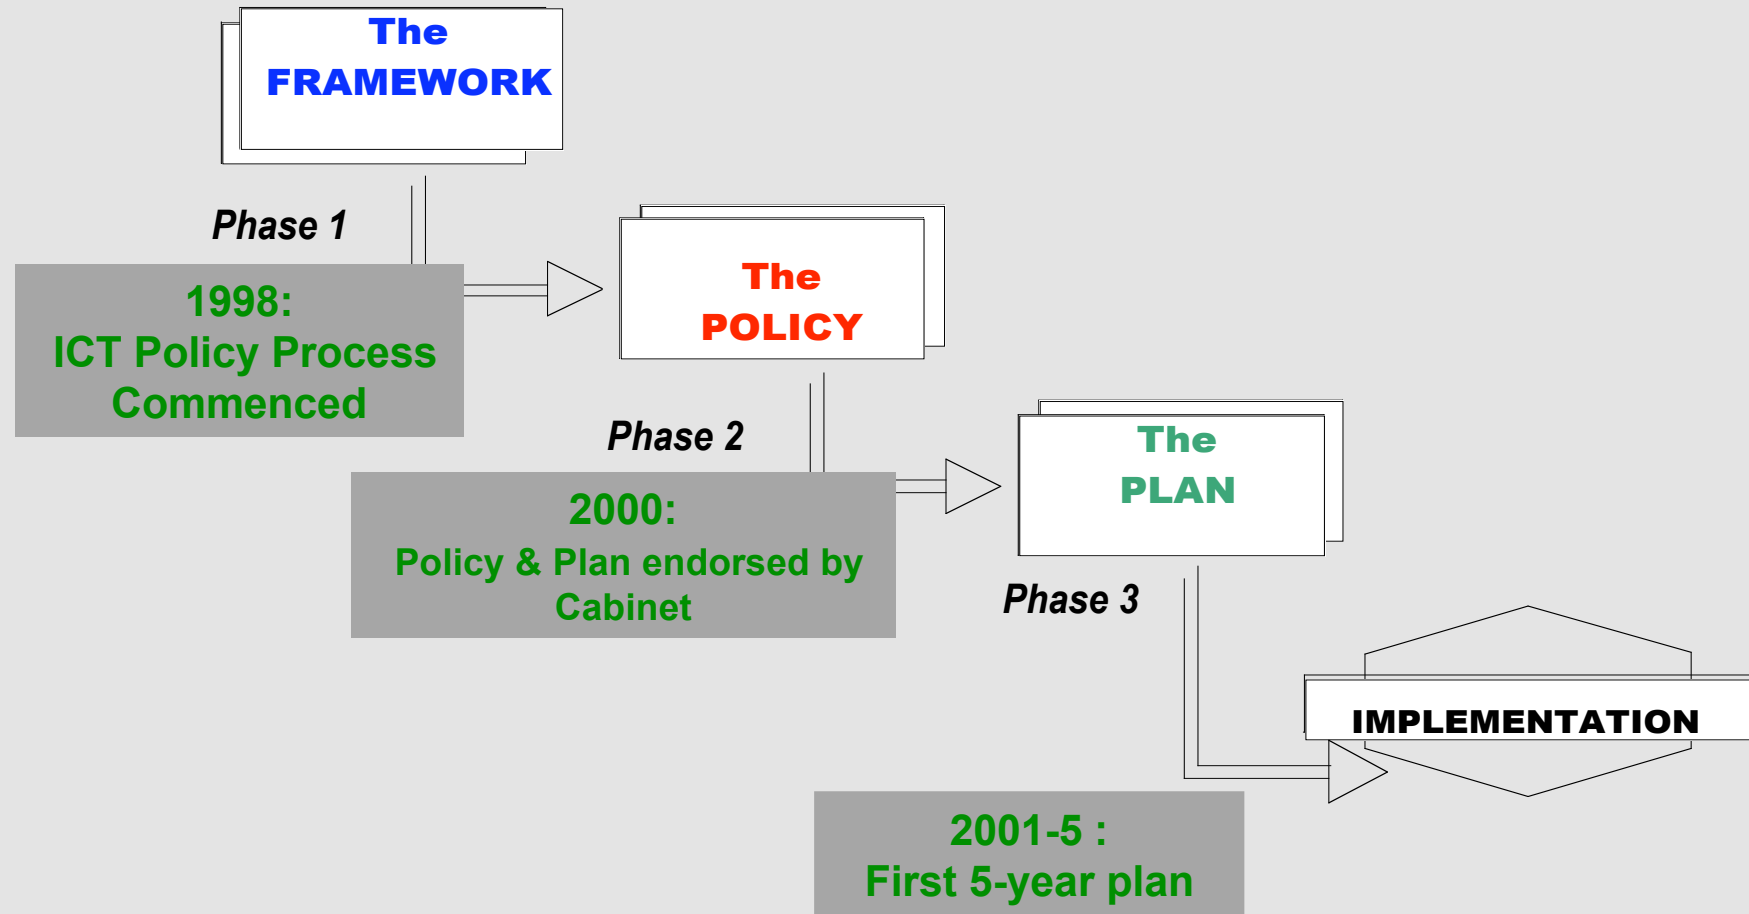 The
FRAMEWORK
Phase 1
1998:
ICT Policy Process
Commenced
The
POLICY
Phase 2
2000:
Policy & Plan endorsed by
Cabinet
The
PLAN
Phase 3
IMPLEMENTATION
2001-5 :
First 5-year plan